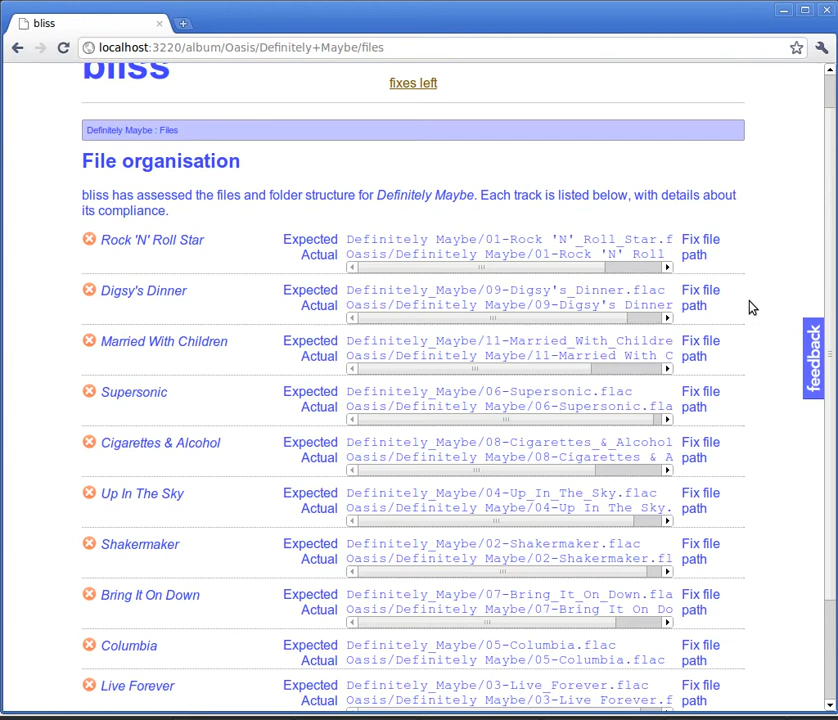 bliss
localhost:3220/album/Oasis/Definitely+Maybe/files
bliss
fixes left
Definitely Maybe : Files
File organisation
bliss has assessed the files and folder structure for Definitely Maybe. Each track is listed below, with details about
its compliance.
Rock 'N' Roll Star Expected Definitely_Maybe/01-Rock_'N'_Roll_Star.f Fix file
Actual Oasis/Definitely Maybe/01-Rock 'N' Roll path
Digsy's Dinner Expected Definitely_Maybe/09-Digsy's_Dinner.flac Fix file
Actual Oasis/Definitely Maybe/09-Digsy's Dinner path
Married With Children Expected Definitely_Maybe/11-Married_With_Childre Fix file
Actual Oasis/Definitely Maybe/11-Married With C path
Supersonic Expected Definitely_Maybe/06-Supersonic.flac Fix file
Actual Oasis/Definitely Maybe/06-Supersonic.fla path
Cigarettes & Alcohol Expected Definitely_Maybe/08-Cigarettes_&_Alcohol Fix file
Actual Oasis/Definitely Maybe/08-Cigarettes & A path
Up In The Sky Expected Definitely_Maybe/04-Up_In_The_Sky.flac Fix file
Actual Oasis/Definitely Maybe/04-Up In The Sky. path
Shakermaker Expected Definitely_Maybe/02-Shakermaker.flac Fix file
Actual Oasis/Definitely Maybe/02-Shakermaker.fl path
Bring It On Down Expected Definitely_Maybe/07-Bring_It_On_Down.fla Fix file
Actual Oasis/Definitely Maybe/07-Bring It On Do path
Columbia Expected Definitely_Maybe/05-Columbia.flac Fix file
Actual Oasis/Definitely Maybe/05-Columbia.flac path
Live Forever Expected Definitely_Maybe/03-Live_Forever.flac Fix file
Actual Oasis/Definitely Maybe/03-Live Forever.f path
feedback